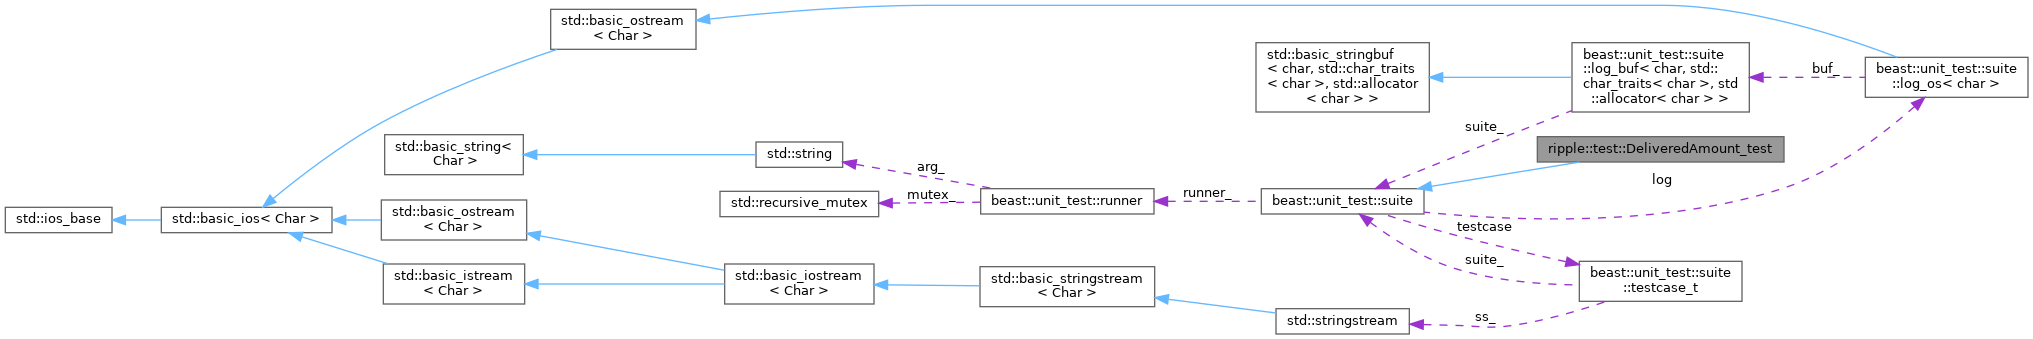 std::basic_ostream
< Char >
std::basic_stringbuf
< char, std::char_traits
< char >, std::allocator
< char > >
beast::unit_test::suite
::log_buf< char, std::
char_traits< char >, std
::allocator< char > >
buf_
beast::unit_test::suite
::log_os< char >
suite_
ripple::test::DeliveredAmount_test
std::basic_string<
Char >
std::string
arg_
log
std::recursive_mutex
mutex_
beast::unit_test::runner
runner_
beast::unit_test::suite
std::ios_base
std::basic_ios< Char >
std::basic_ostream
< Char >
testcase
suite_
std::basic_istream
< Char >
std::basic_iostream
< Char >
std::basic_stringstream
< Char >
beast::unit_test::suite
::testcase_t
std::stringstream
ss_